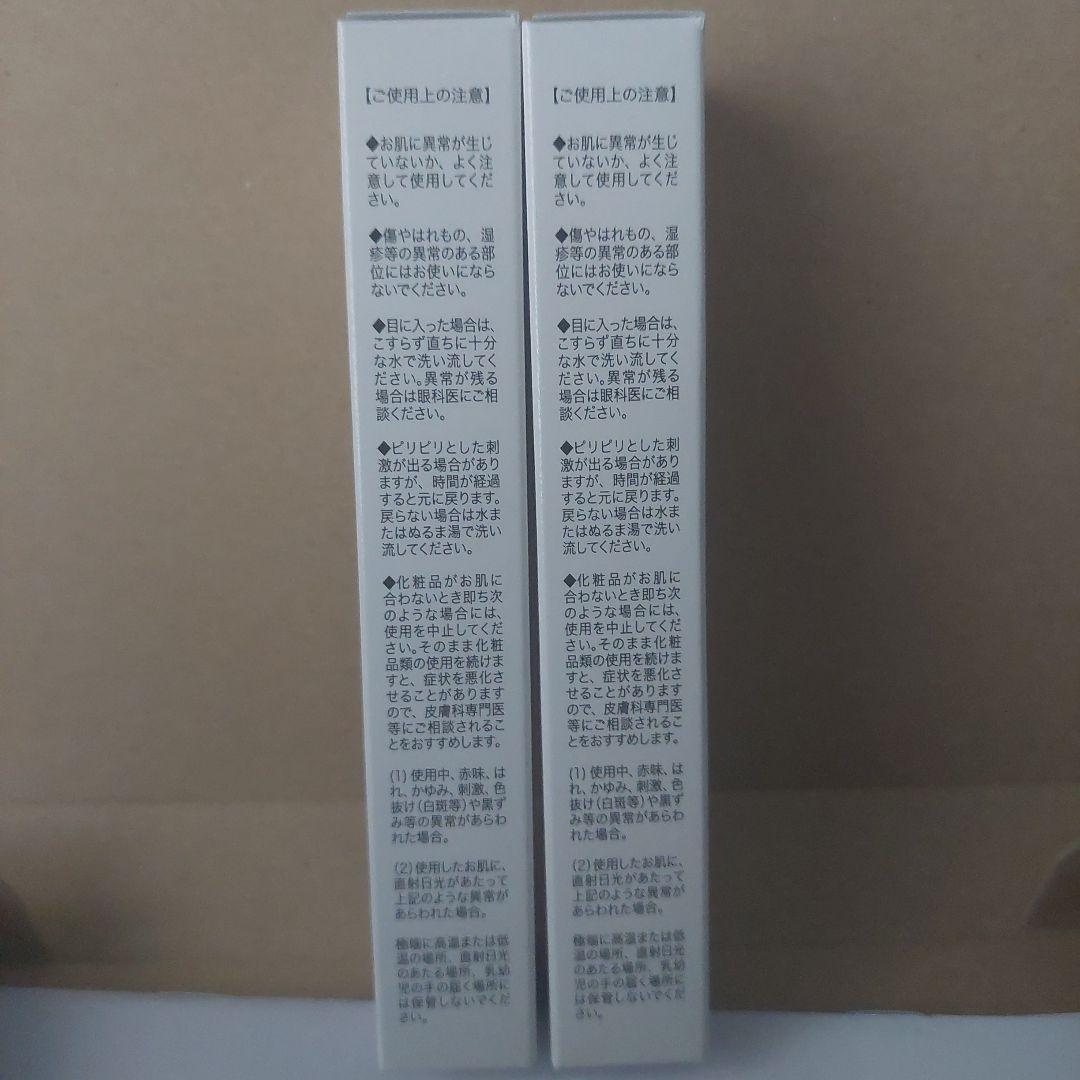 【ご使用上の注意】
◆お肌に異常が生じ
ていないか、よく注
意して使用してくだ
さい。
◆傷やはれもの、湿
疹等の異常のある部
位にはお使いになら
ないでください。
◆目に入った場合は、
こすらず直ちに十分
な水で洗い流してく
ださい。異常が残る
場合は眼科医にご相
談ください。
◆ピリピリとした刺
激が出る場合があり
ますが、時間が経過
すると元に戻ります。
戻らない場合は水ま
たはぬるま湯で洗い
流してください。
◆化粧品がお肌に
合わないとき即ち次
のような場合には、
使用を中止してくだ
さい。そのまま化粧
品類の使用を続けま
すと、症状を悪化さ
せることがあります
ので、皮膚科専門医
等にご相談されるこ
とをおすすめします。
(1) 使用中、赤味、は
れ、かゆみ、刺激、色
抜け(白斑等)や黒ず
み等の異常があらわ
れた場合。
(2) 使用したお肌に、
直射日光があたって
上記のような異常が
あらわれた場合。
極端に高温または低
温の場所、直射日光
のあたる場所、乳幼
児の手の届く場所に
は保管しないでくだ
さい。
【ご使用上の注意】
◆お肌に異常が生じ
ていないか、よく注
意して使用してくだ
さい。
◆傷やはれもの、湿
疹等の異常のある部
位にはお使いになら
ないでください。
◆目に入った場合は、
こすらず直ちに十分
な水で洗い流してく
ださい。異常が残る
場合は眼科医にご相
談ください。
◆ピリピリとした刺
激が出る場合があり
ますが、時間が経過
すると元に戻ります。
戻らない場合は水ま
たはぬるま湯で洗い
流してください。
◆化粧品がお肌に
合わないとき即ち次
のような場合には、
使用を中止してくだ
さい。そのまま化粧
品類の使用を続けま
すと、症状を悪化さ
せることがあります
ので、皮膚科専門医
等にご相談されるこ
とをおすすめします。
(1) 使用中、赤味、は
れ、かゆみ、刺激、色
抜け(白斑等)や黒ず
み等の異常があらわ
れた場合。
(2) 使用したお肌に、
直射日光があたって
上記のような異常が
あらわれた場合。
極端に高温または低
温の場所、直射日光
のあたる場所、乳幼
児の手の届く場所に
は保管しないでくだ
さい。